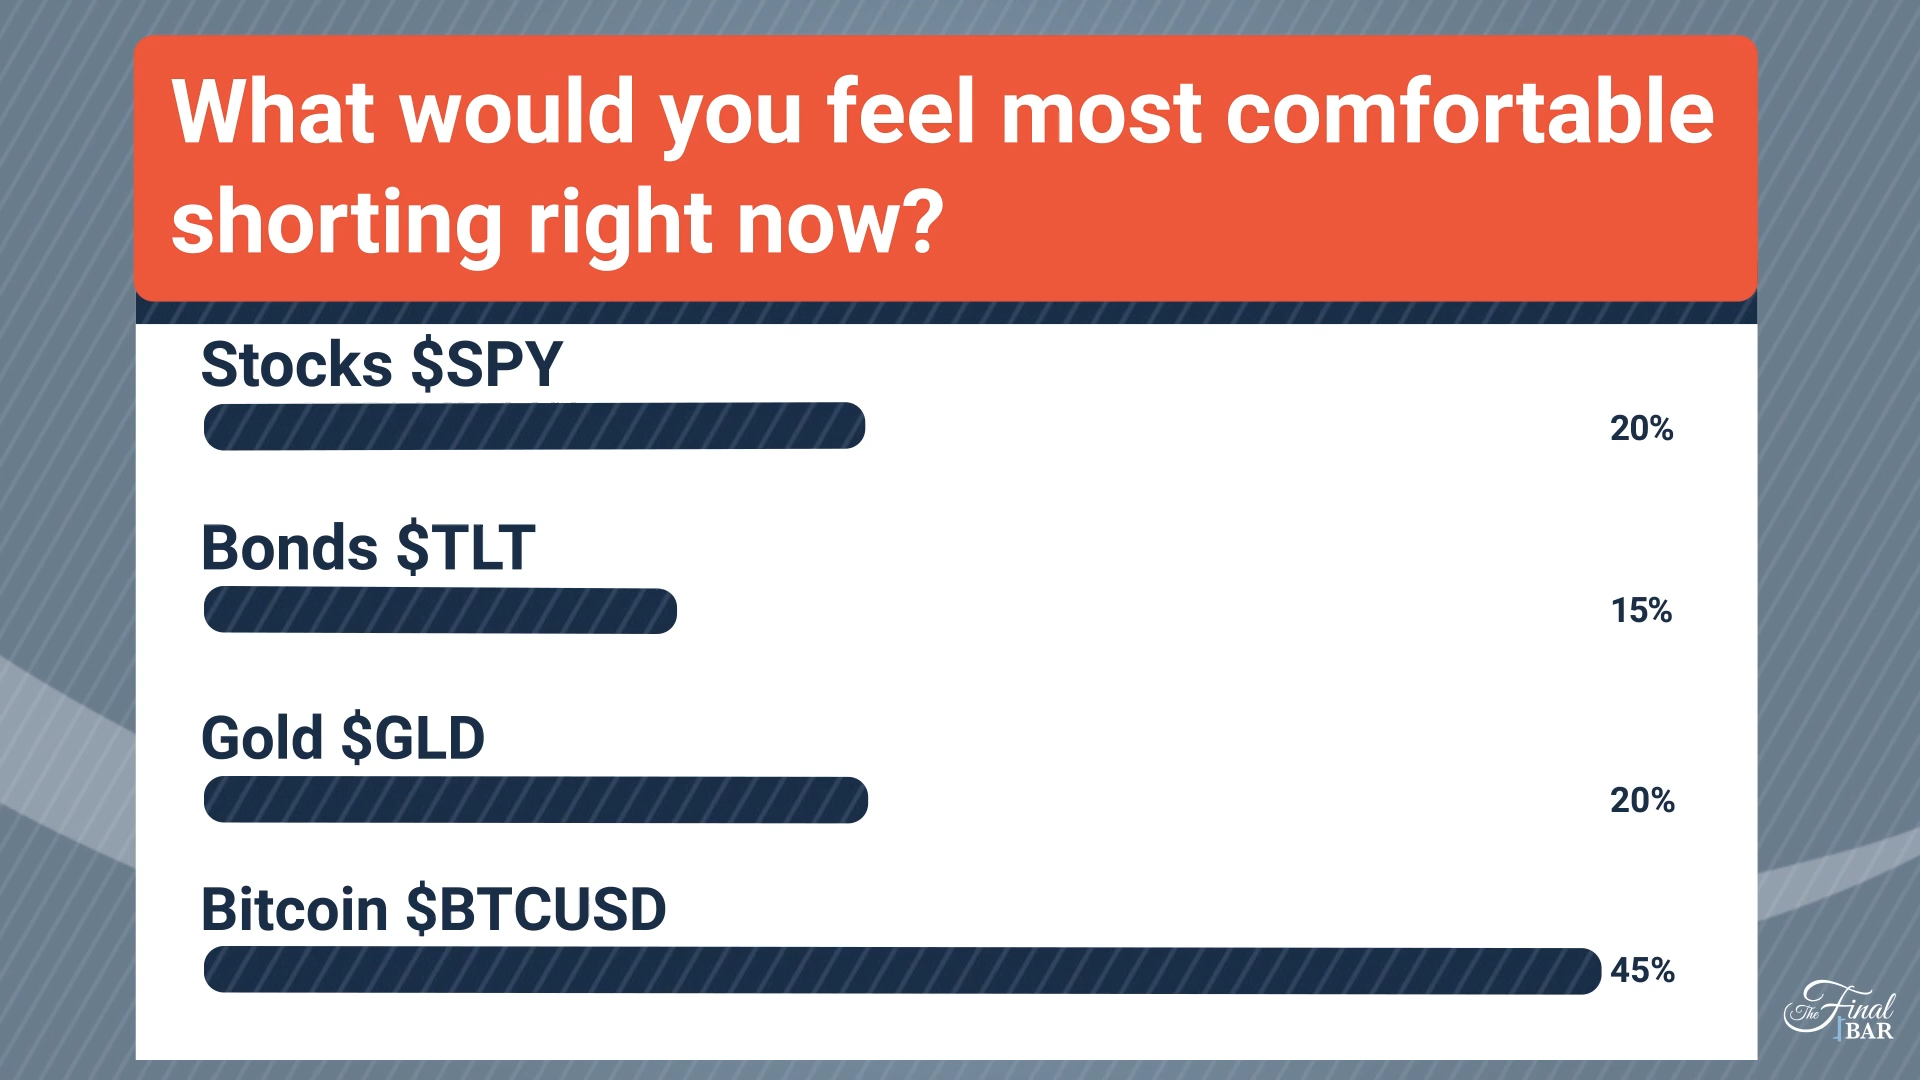 What would you feel most comfortable
shorting right now?
Stocks $SPY
20%
Bonds $TLT
15%
Gold $GLD
20%
Bitcoin $BTCUSD
45%
The Final
BAR